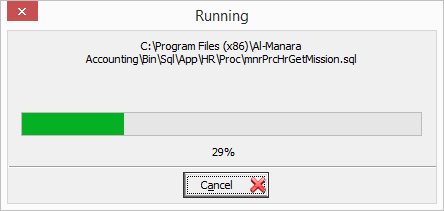 Running
C:\Program Files (x86)\Al-Manara
Accounting\Bin\Sql\App\HR\Proc\mnrPrcHrGetMission.sql
29%
Cancel